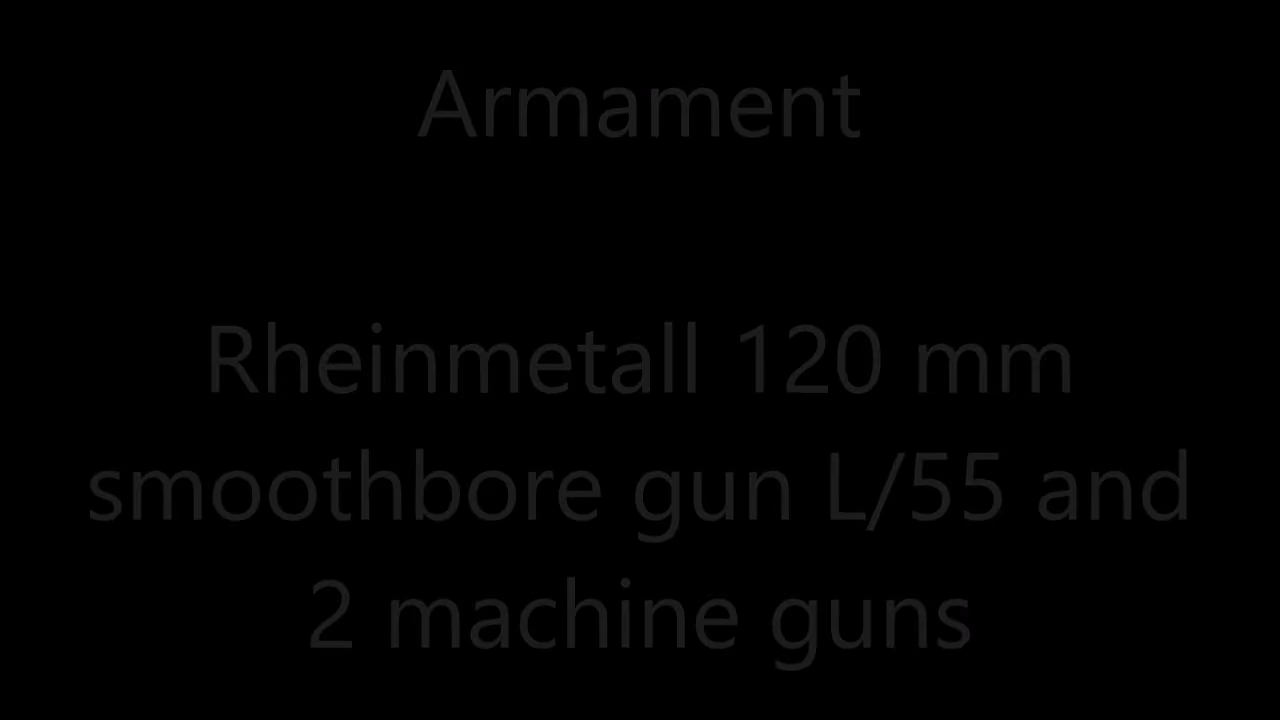 Armament
Rheinmetall 120 mm
smoothbore gun L/55 and
2 machine guns